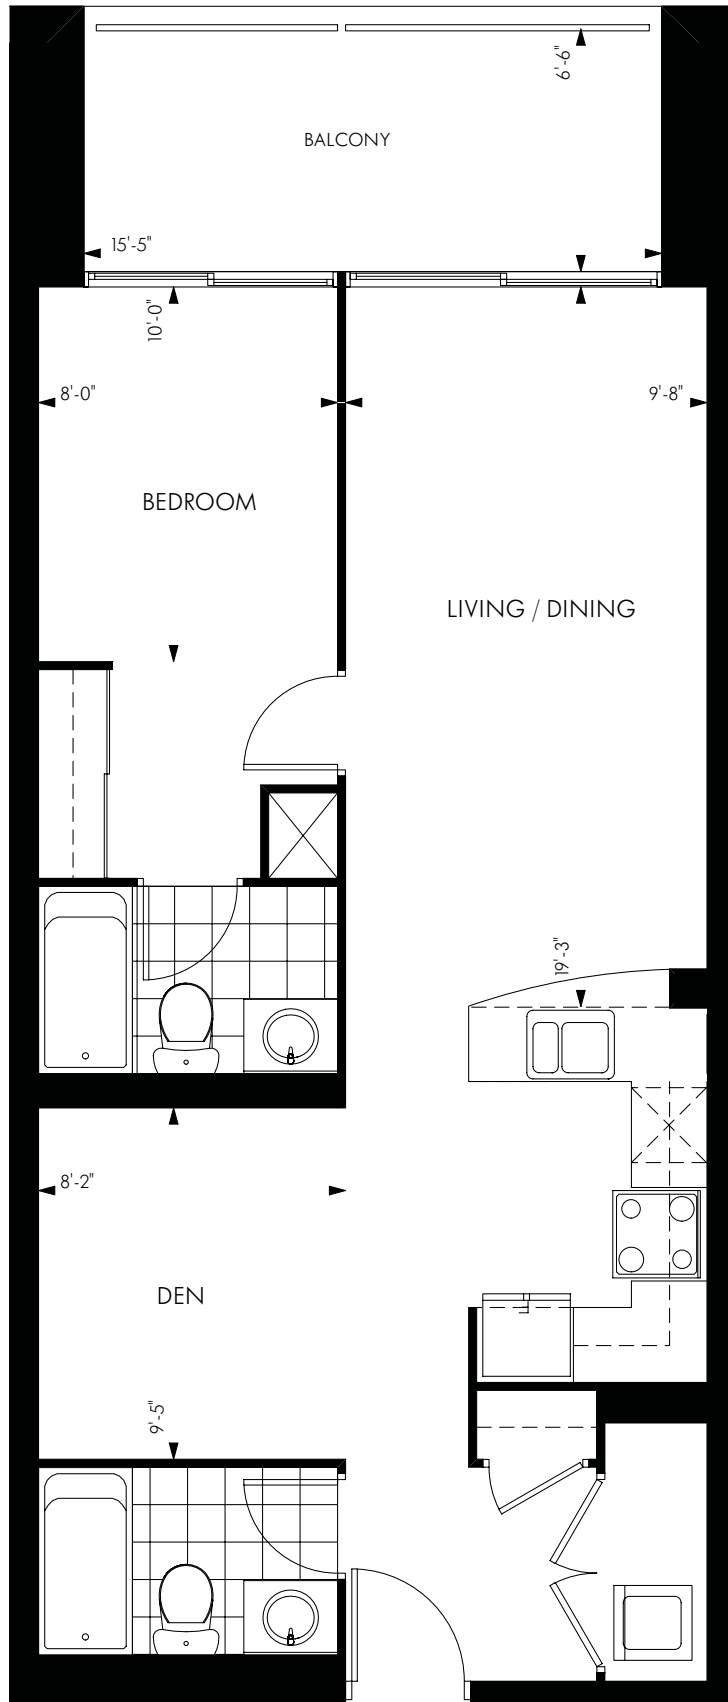 6'-6"
BALCONY
15'-5"
10'-0"
8'-0"
9'-8"
BEDROOM
LIVING / DINING
19'-3"
8'-2"
DEN
9'-5"